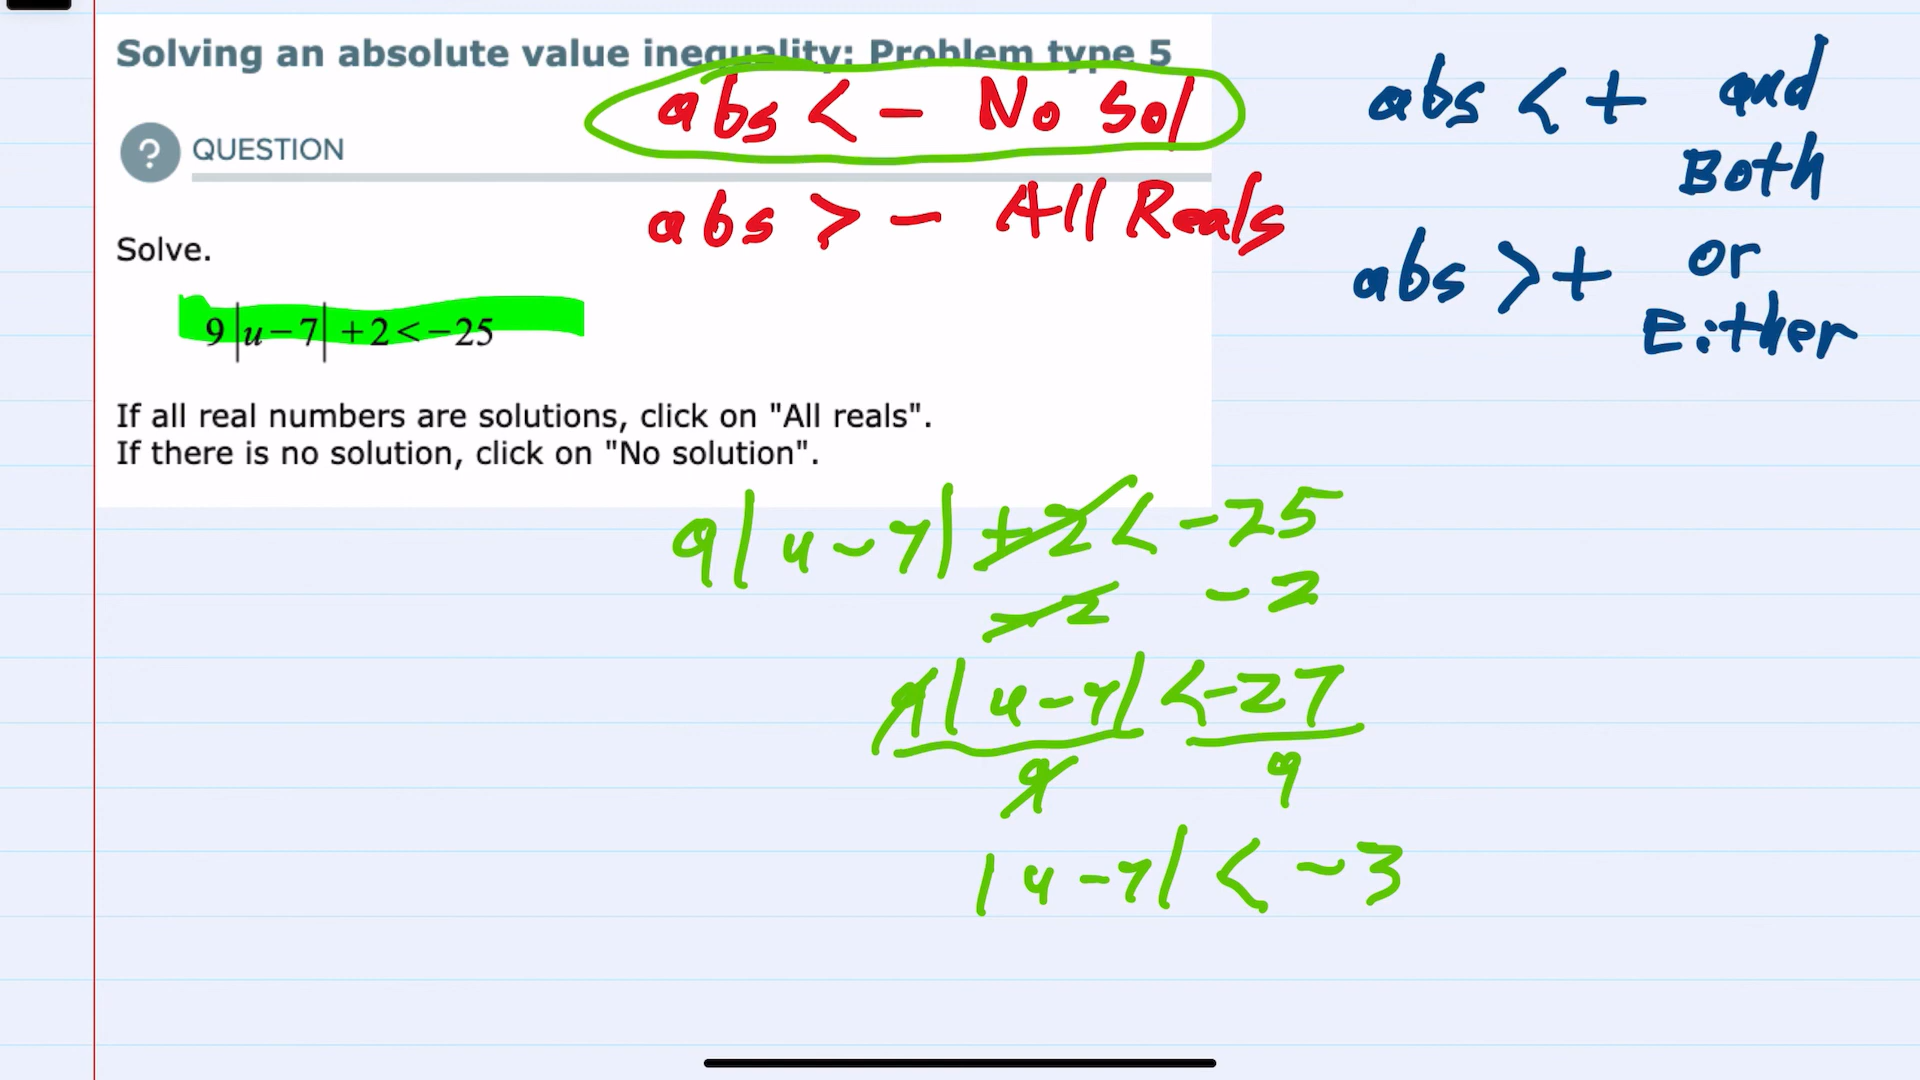 Solving an absolute value inequality: Problem type 5
abs < - No Sol
abs < + and
Both
? QUESTION
abs > - All Reals
abs > + or
Either
Solve.
9|u-7|+2<-25
If all real numbers are solutions, click on "All reals".
If there is no solution, click on "No solution".
9|u-7|+2<-25
-2 -2
9|u-7|<-27
9 9
|u-7|<-3